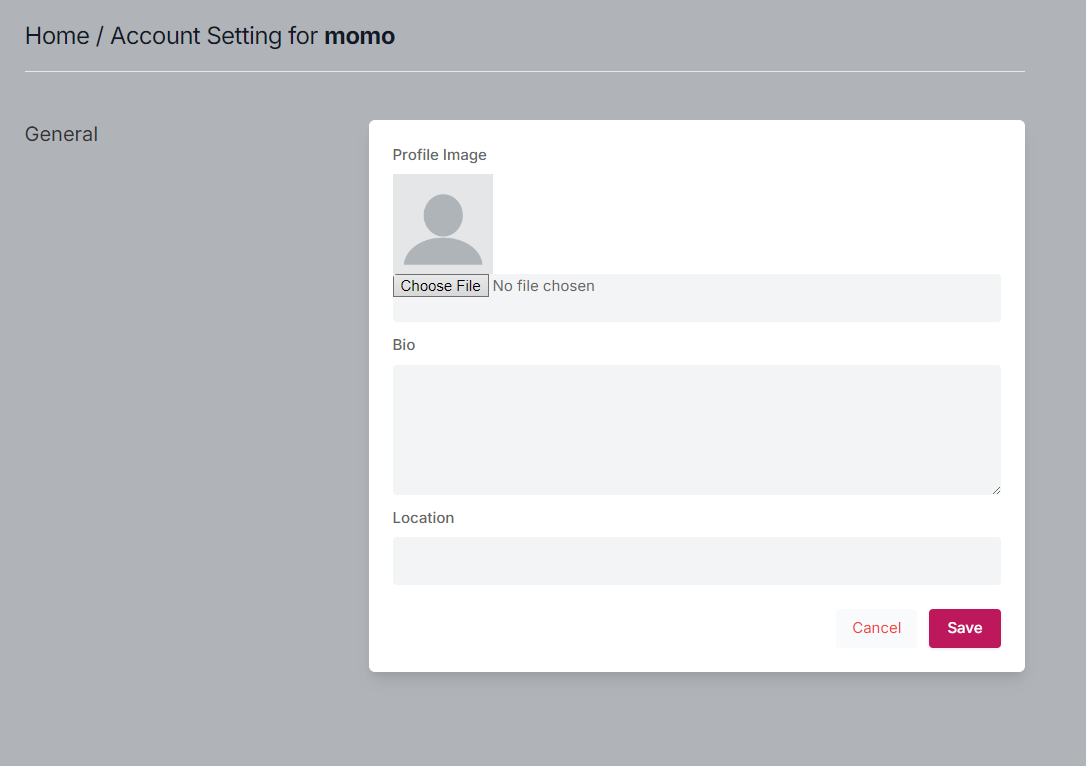 Home / Account Setting for momo
General
Profile Image
Choose File No file chosen
Bio
Location
Cancel Save